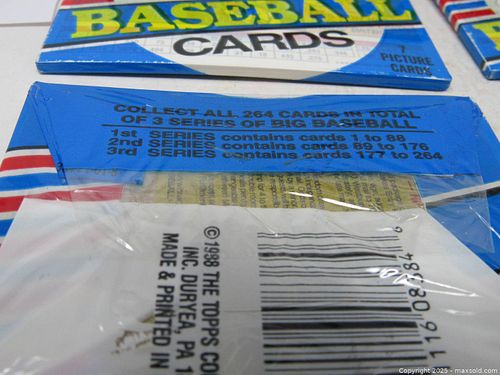 BASEBALL
CARDS
7
PICTURE
CARDS
COLLECT ALL 264 CARDS IN TOTAL
OF 3 SERIES OF BIG BASEBALL
1st SERIES contains cards 1 to 88
2nd SERIES contains cards 89 to 176
3rd SERIES contains cards 177 to 264
© 1988 THE TOPPS CO
INC. DURYEA, PA 1
MADE & PRINTED IN
Copyright 2025 - maxsold.com